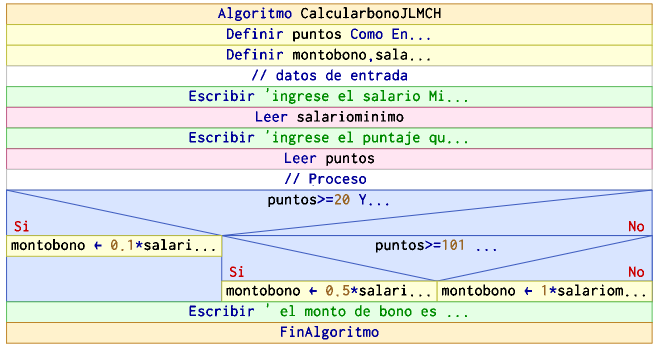 Algoritmo CalcularbonoJLMCH
Definir puntos Como En...
Definir montobono,sala...
// datos de entrada
Escribir 'ingrese el salario Mi...
Leer salariominimo
Escribir 'ingrese el puntaje qu...
Leer puntos
// Proceso
puntos>=20 Y...
Si No
montobono ← 0.1*salari... puntos>=101 ...
Si No
montobono ← 0.5*salari... montobono ← 1*salariom...
Escribir ' el monto de bono es ...
FinAlgoritmo